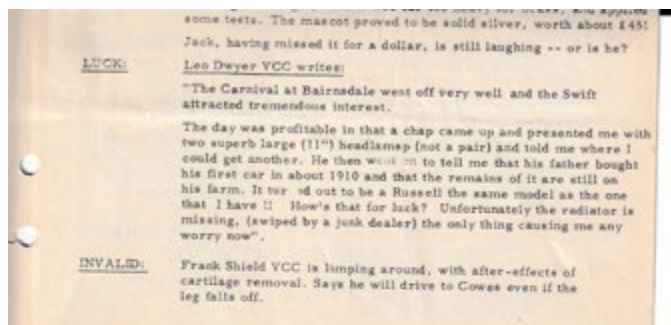 some tests. The mascot proved to be solid silver, worth about £45!
Jack, having missed it for a dollar, is still laughing -- or is he?
LUCK: Leo Dwyer VCC writes:
"The Carnival at Bairnsdale went off very well and the Swift
attracted tremendous interest.
The day was profitable in that a chap came up and presented me with
two superb large (11") headlamsp (not a pair) and told me where I
could get another. He then went on to tell me that his father bought
his first car in about 1910 and that the remains of it are still on
his farm. It turned out to be a Russell the same model as the one
that I have !! How's that for luck? Unfortunately the radiator is
missing, (swiped by a junk dealer) the only thing causing me any
worry now".
INVALID: Frank Shield VCC is limping around, with after-effects of
cartilage removal. Says he will drive to Cowes even if the
leg falls off.